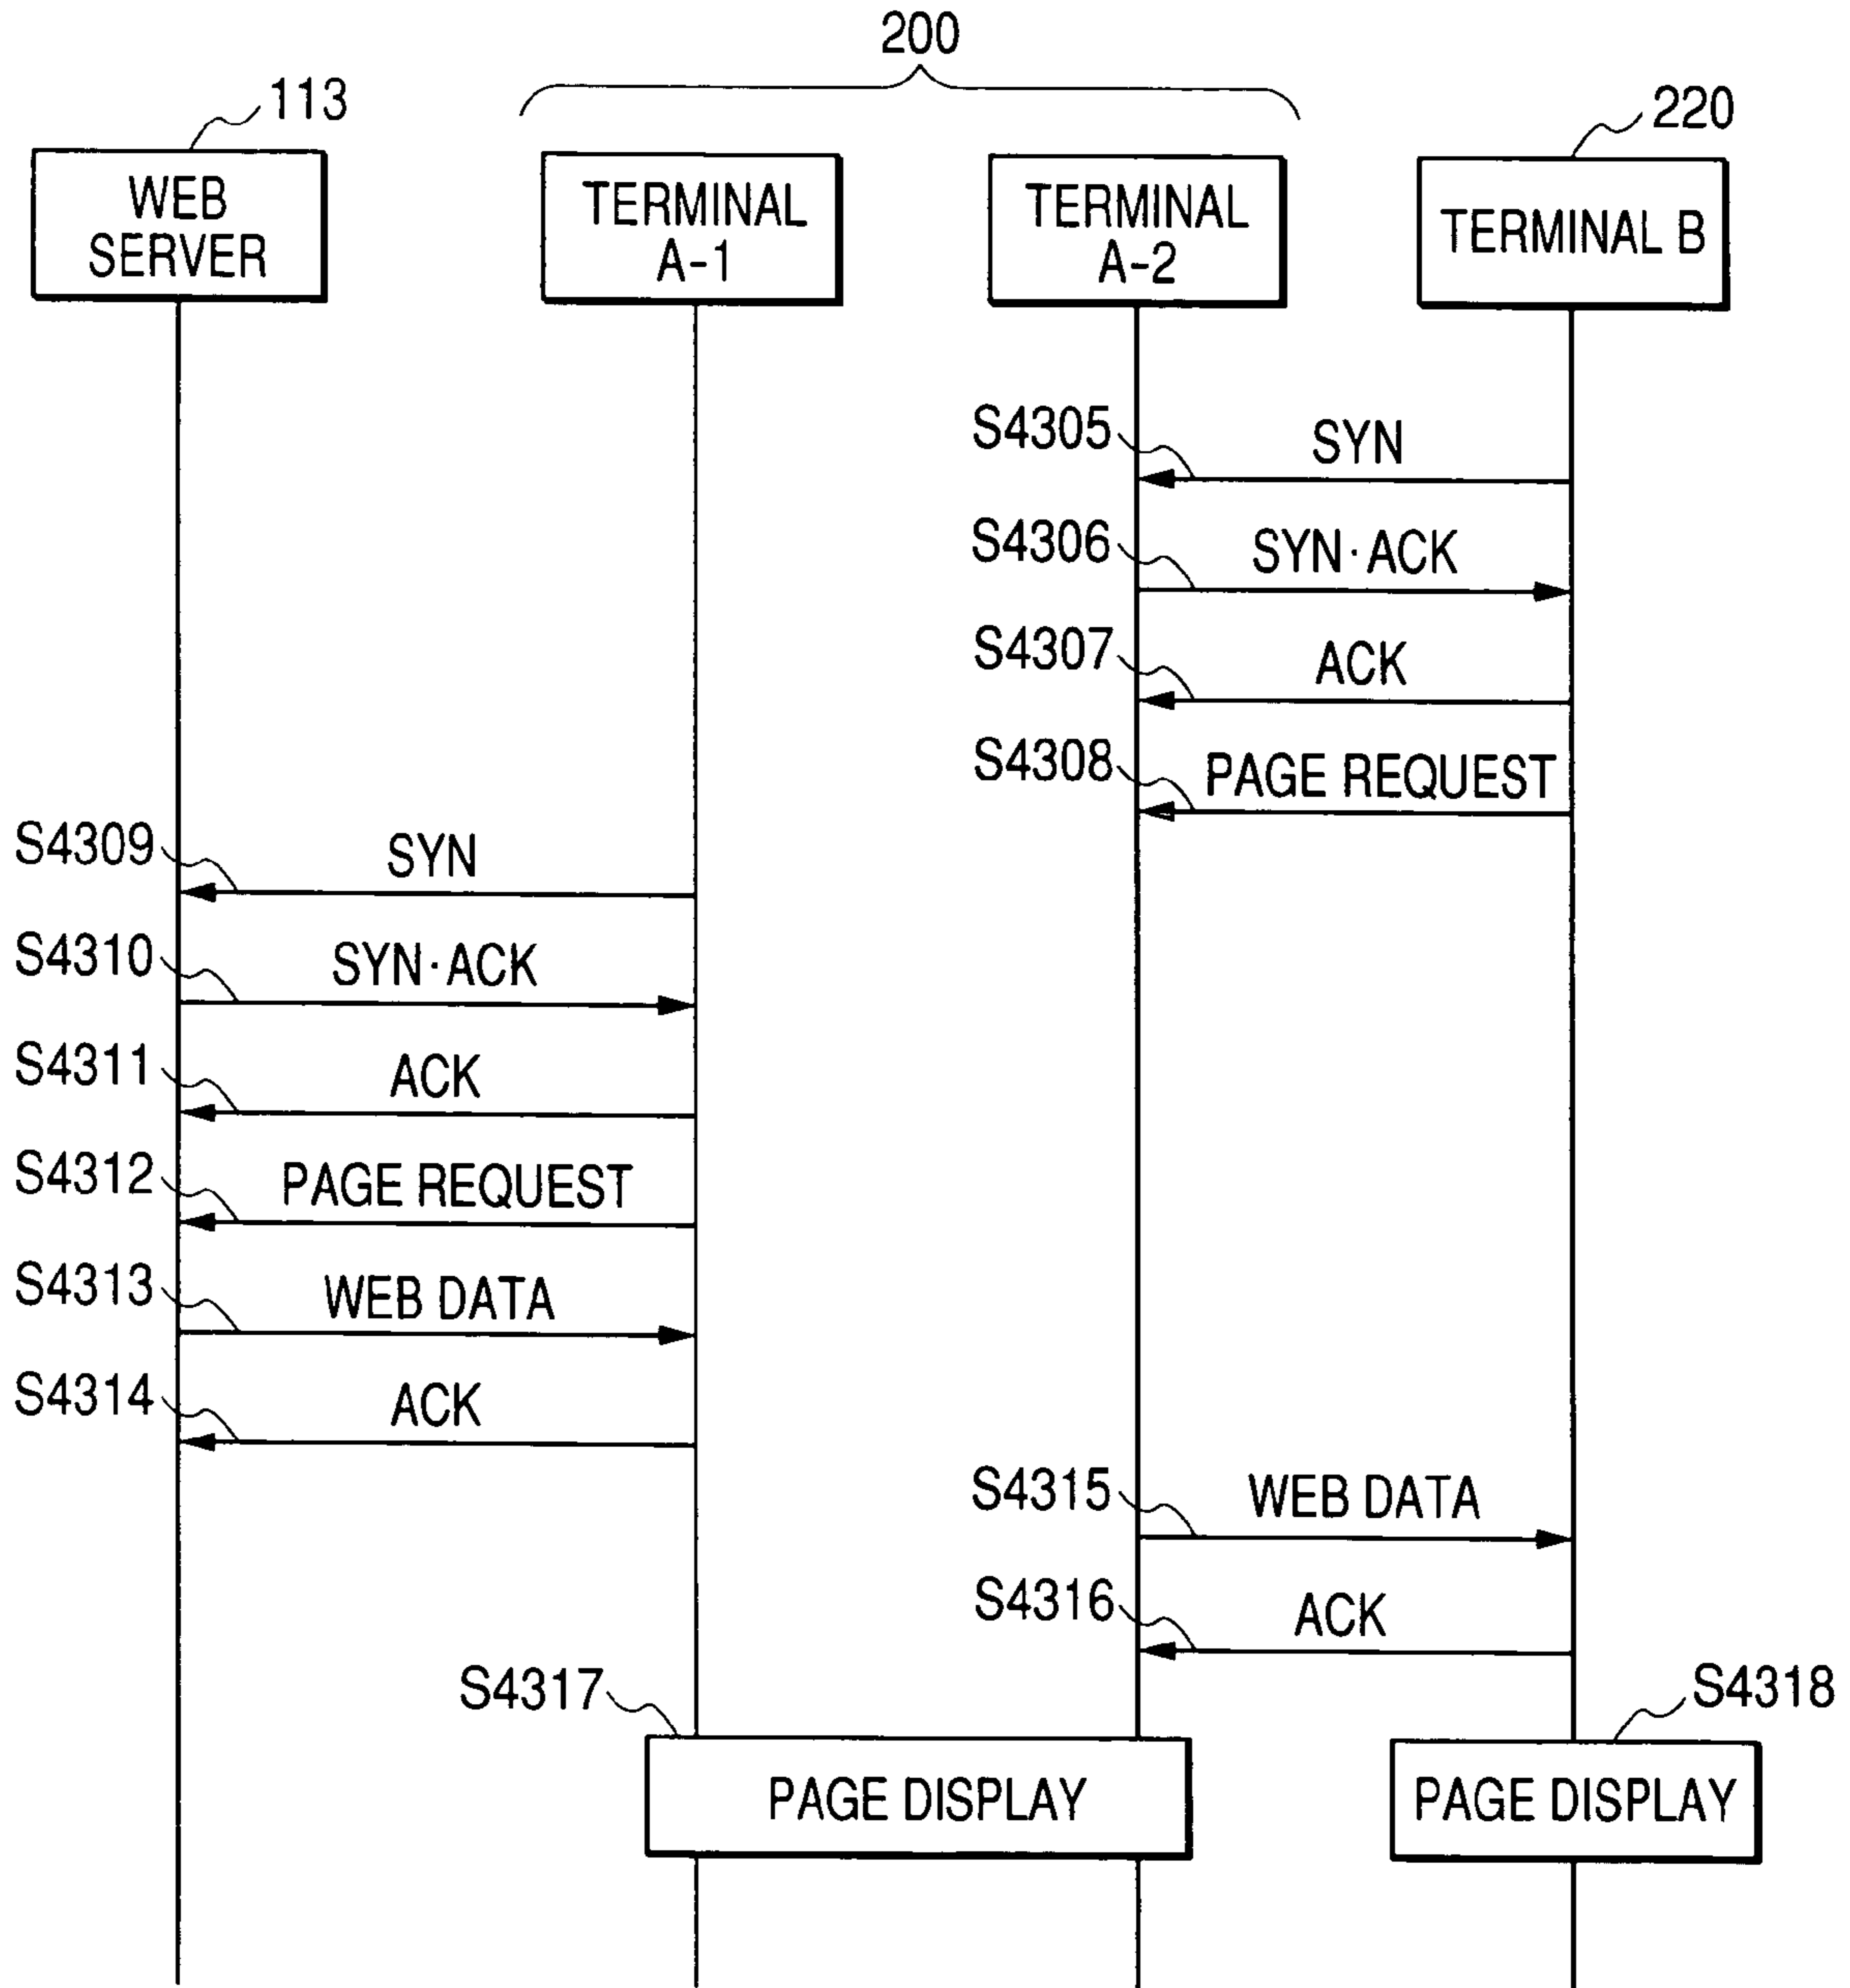 200
113
220
WEB
SERVER
TERMINAL
A-1
TERMINAL
A-2
TERMINAL B
S4305
SYN
S4306
SYN·ACK
S4307
ACK
S4308
PAGE REQUEST
S4309
SYN
S4310
SYN·ACK
S4311
ACK
S4312
PAGE REQUEST
S4313
WEB DATA
S4314
ACK
S4315
WEB DATA
S4316
ACK
S4317
S4318
PAGE DISPLAY
PAGE DISPLAY